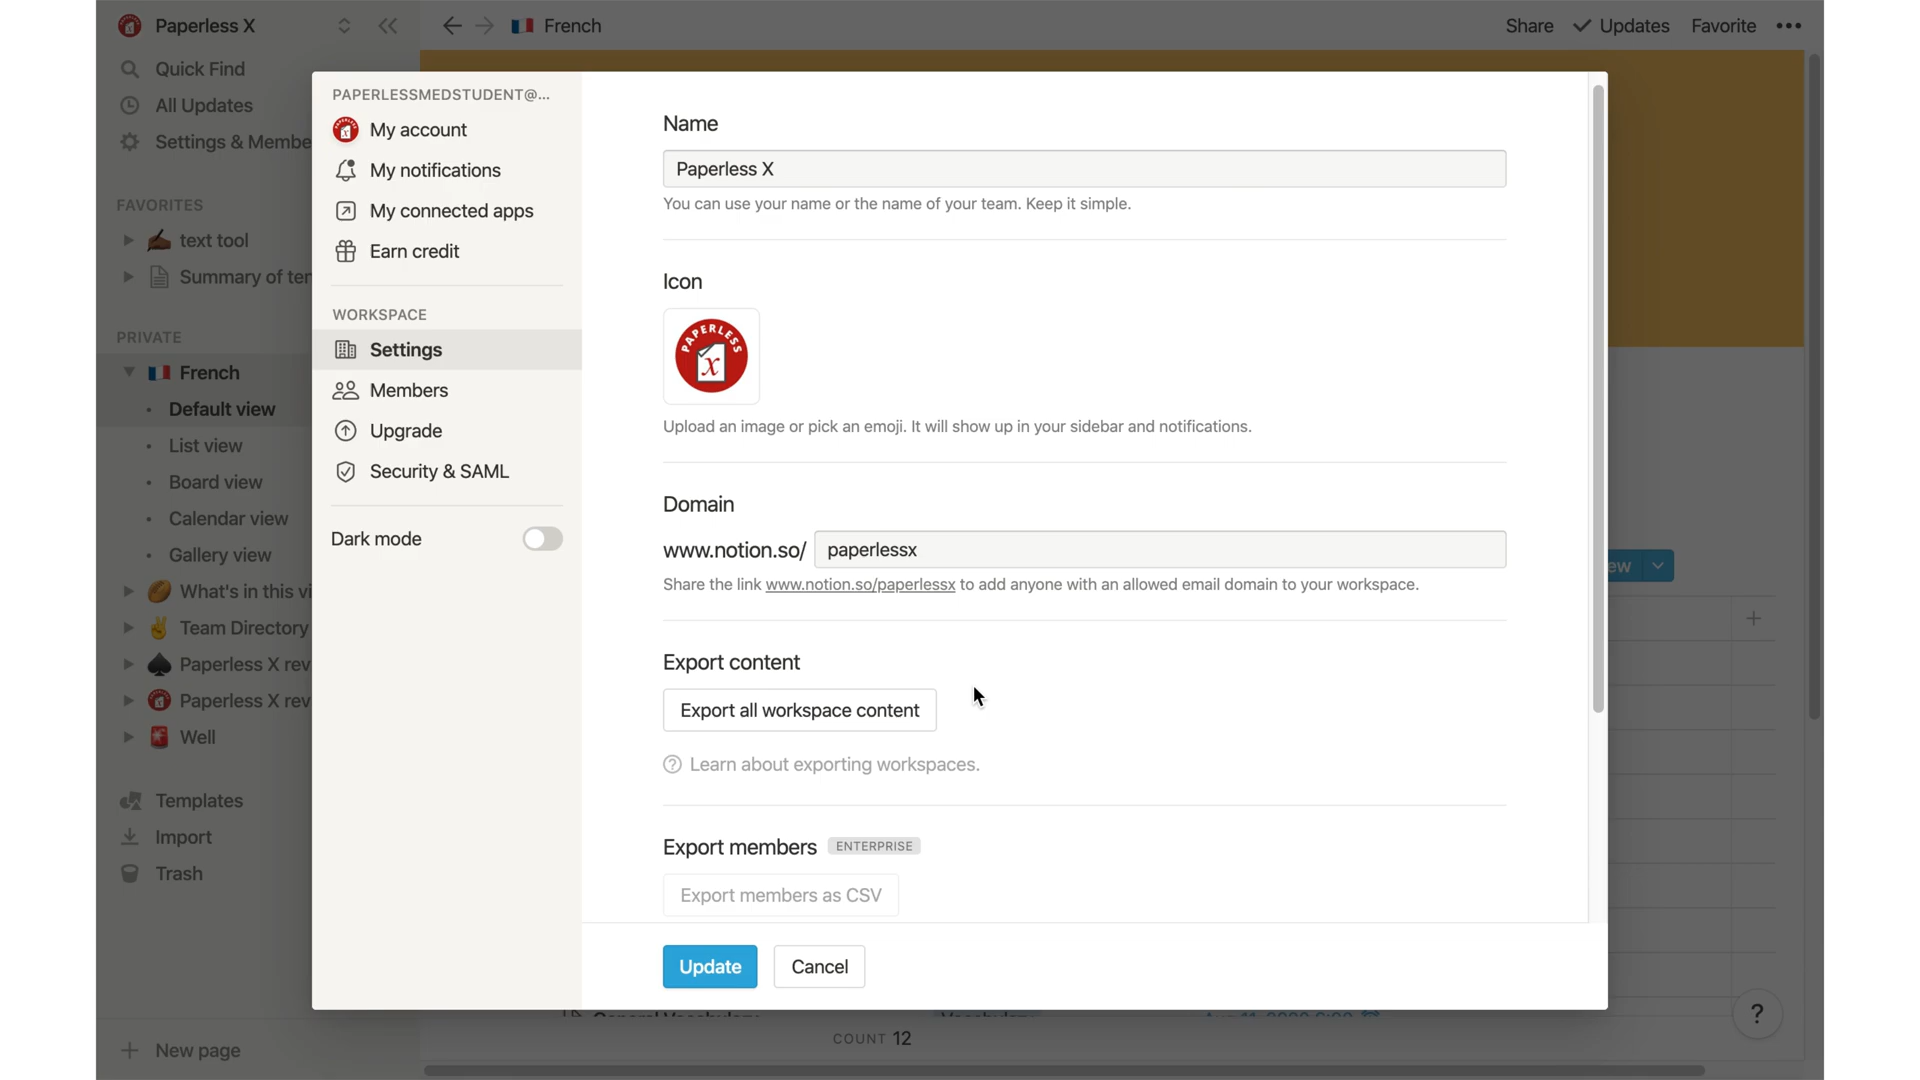 Paperless X
French
Share
Updates
Favorite
Quick Find
All Updates
Settings & Membe
FAVORITES
text tool
Summary of ter
PRIVATE
French
Default view
List view
Board view
Calendar view
Gallery view
What's in this vi
Team Directory
Paperless X rev
Paperless X rev
Well
Templates
Import
Trash
New page
PAPERLESSMEDSTUDENT@...
My account
My notifications
My connected apps
Earn credit
WORKSPACE
Settings
Members
Upgrade
Security & SAML
Dark mode
Name
Paperless X
You can use your name or the name of your team. Keep it simple.
Icon
PAPERLESS
x
Upload an image or pick an emoji. It will show up in your sidebar and notifications.
Domain
www.notion.so/ paperlessx
Share the link www.notion.so/paperlessx to add anyone with an allowed email domain to your workspace.
Export content
Export all workspace content
Learn about exporting workspaces.
Export members ENTERPRISE
Export members as CSV
Update
Cancel
ew
COUNT 12
?